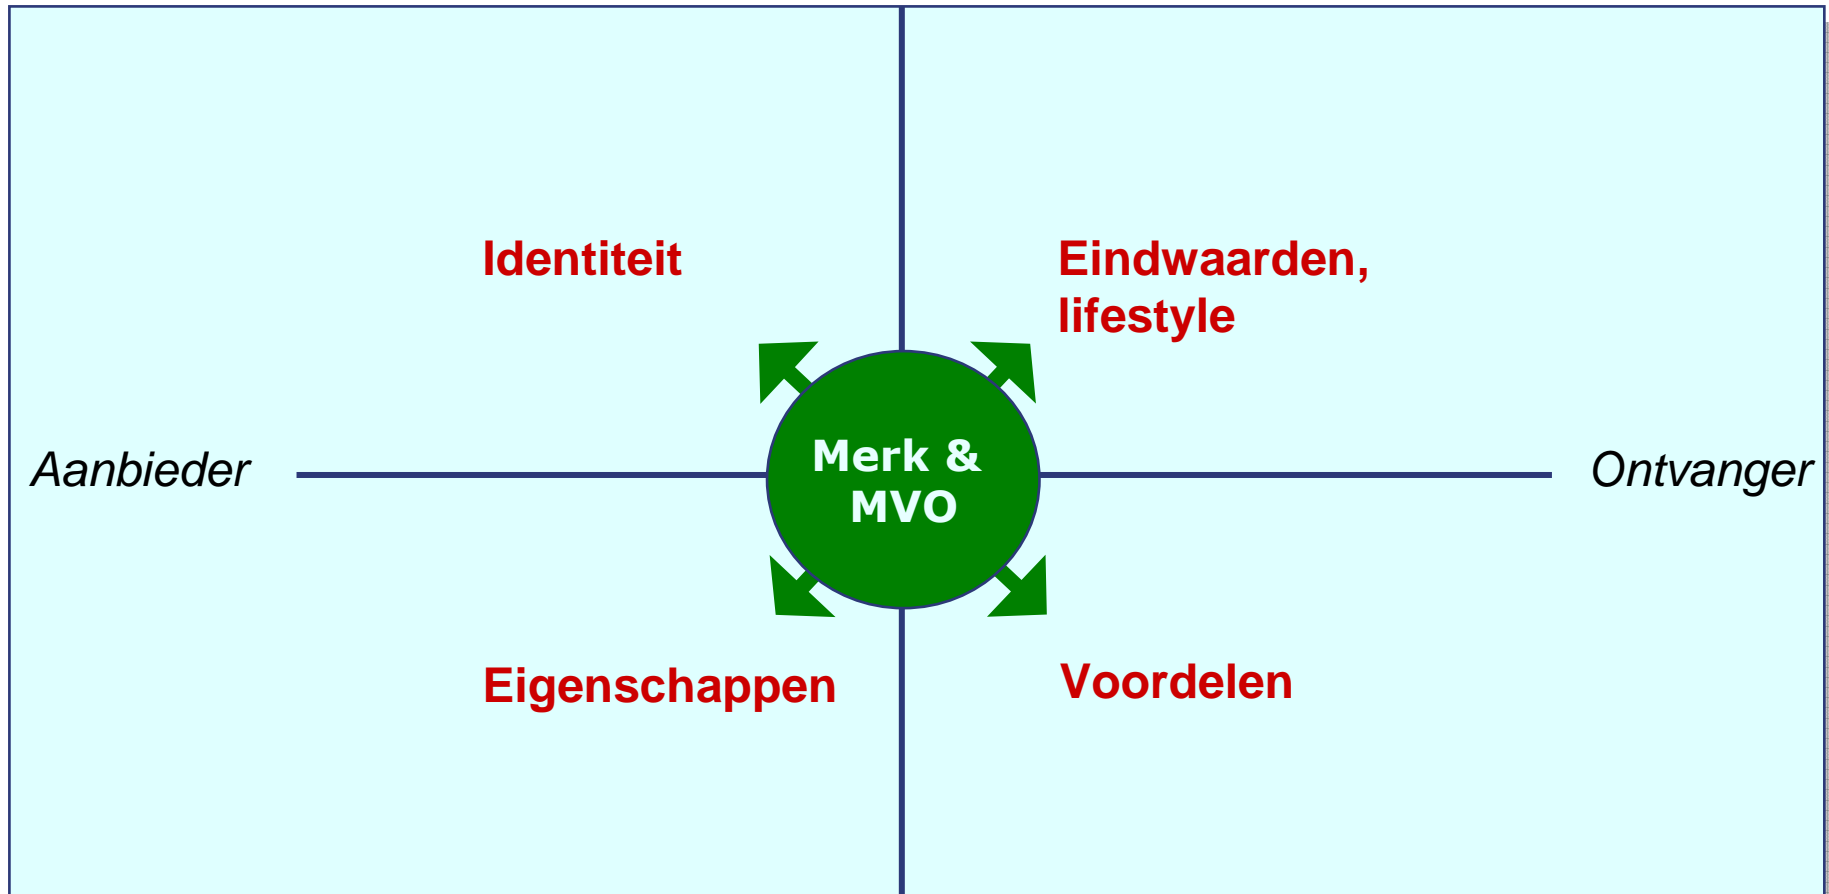 Identiteit
Eindwaarden,
lifestyle
Aanbieder
Merk &
MVO
Ontvanger
Eigenschappen
Voordelen